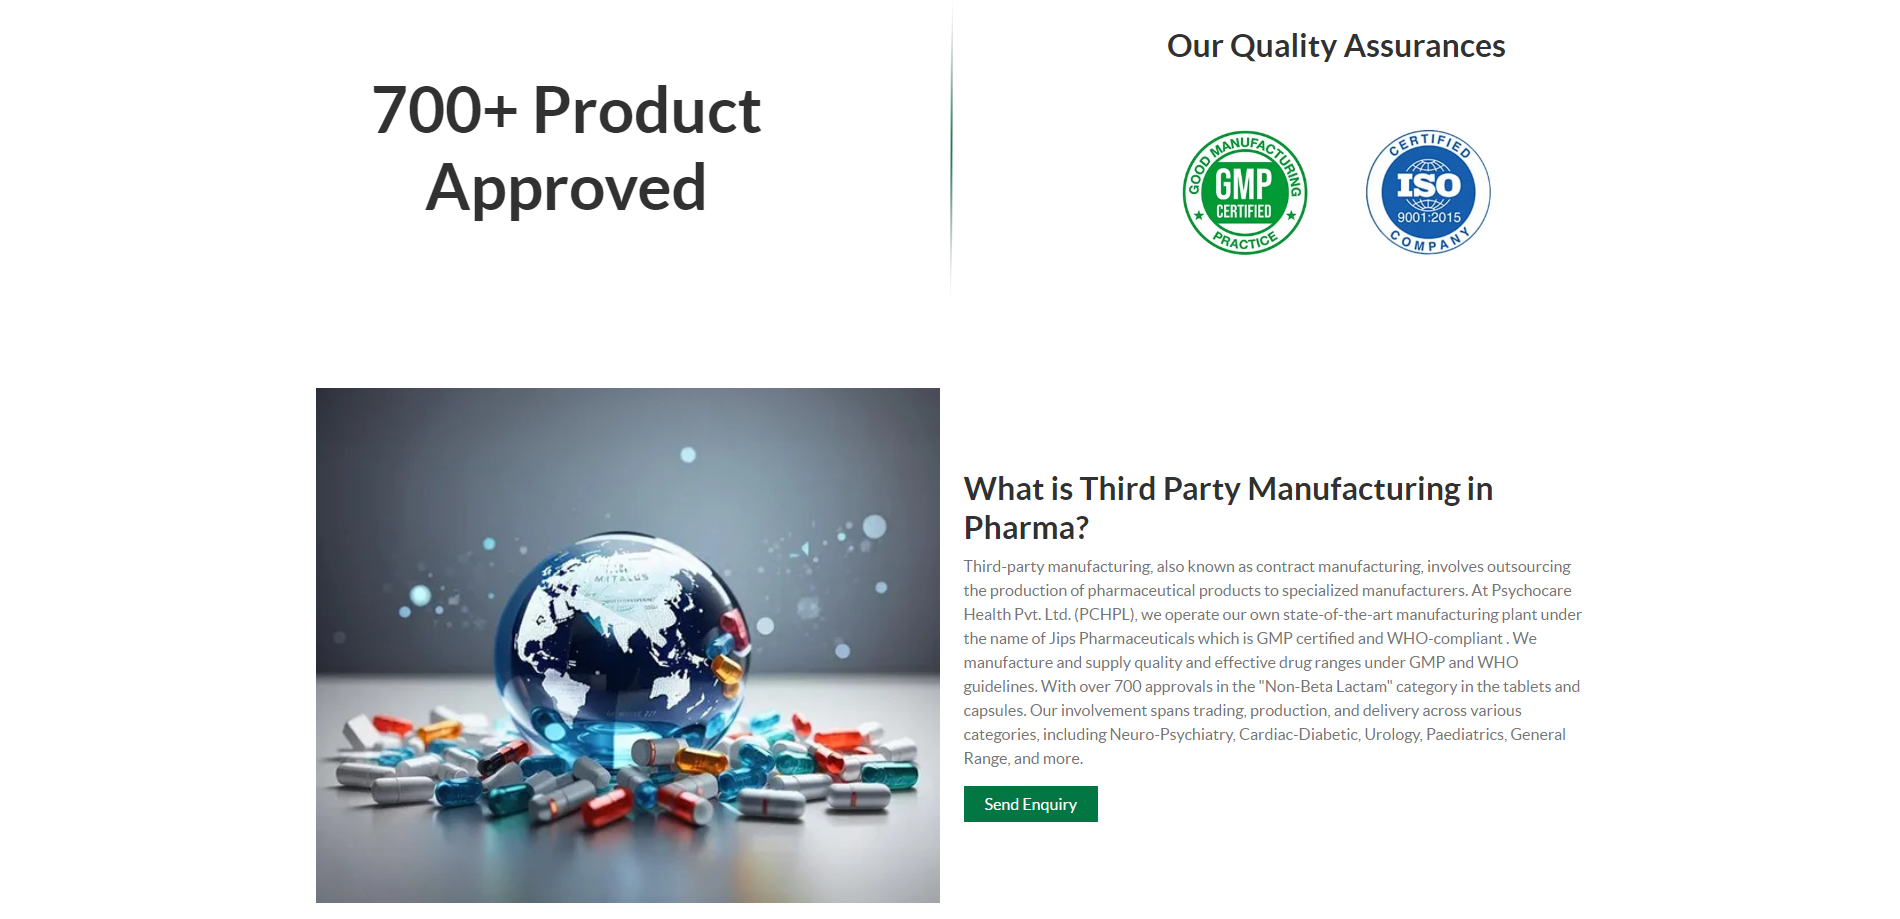 700+ Product
Approved
Our Quality Assurances
GOOD MANUFACTURING
GMP
CERTIFIED
PRACTICE
CERTIFIED
ISO
9001:2015
COMPANY
What is Third Party Manufacturing in
Pharma?
Third-party manufacturing, also known as contract manufacturing, involves outsourcing
the production of pharmaceutical products to specialized manufacturers. At Psychocare
Health Pvt. Ltd. (PCHPL), we operate our own state-of-the-art manufacturing plant under
the name of Jips Pharmaceuticals which is GMP certified and WHO-compliant . We
manufacture and supply quality and effective drug ranges under GMP and WHO
guidelines. With over 700 approvals in the "Non-Beta Lactam" category in the tablets and
capsules. Our involvement spans trading, production, and delivery across various
categories, including Neuro-Psychiatry, Cardiac-Diabetic, Urology, Paediatrics, General
Range, and more.
Send Enquiry